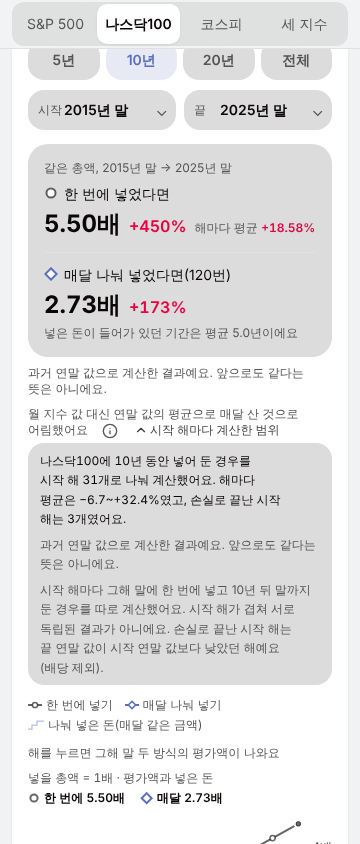 S&P 500 나스닥100 코스피 세 지수
5년 10년 20년 전체
시작 2015년 말 끝 2025년 말
같은 총액, 2015년 말 → 2025년 말
한 번에 넣었다면
5.50배 +450% 해마다 평균 +18.58%
매달 나눠 넣었다면(120번)
2.73배 +173%
넣은 돈이 들어가 있던 기간은 평균 5.0년이에요
과거 연말 값으로 계산한 결과예요. 앞으로도 같다는
뜻은 아니에요.
월 지수 값 대신 연말 값의 평균으로 매달 산 것으로
어림했어요 시작 해마다 계산한 범위
나스닥100에 10년 동안 넣어 둔 경우를
시작 해 31개로 나눠 계산했어요. 해마다
평균은 −6.7~+32.4%였고, 손실로 끝난 시작
해는 3개였어요.
과거 연말 값으로 계산한 결과예요. 앞으로도 같다는
뜻은 아니에요.
시작 해마다 그해 말에 한 번에 넣고 10년 뒤 말까지
둔 경우를 따로 계산했어요. 시작 해가 겹쳐 서로
독립된 결과가 아니에요. 손실로 끝난 시작 해는
끝 연말 값이 시작 연말 값보다 낮았던 해예요
(배당 제외).
한 번에 넣기 매달 나눠 넣기
나눠 넣은 돈(매달 같은 금액)
해를 누르면 그해 말 두 방식의 평가액이 나와요
넣을 총액 = 1배 · 평가액과 넣은 돈
한 번에 5.50배 매달 2.73배